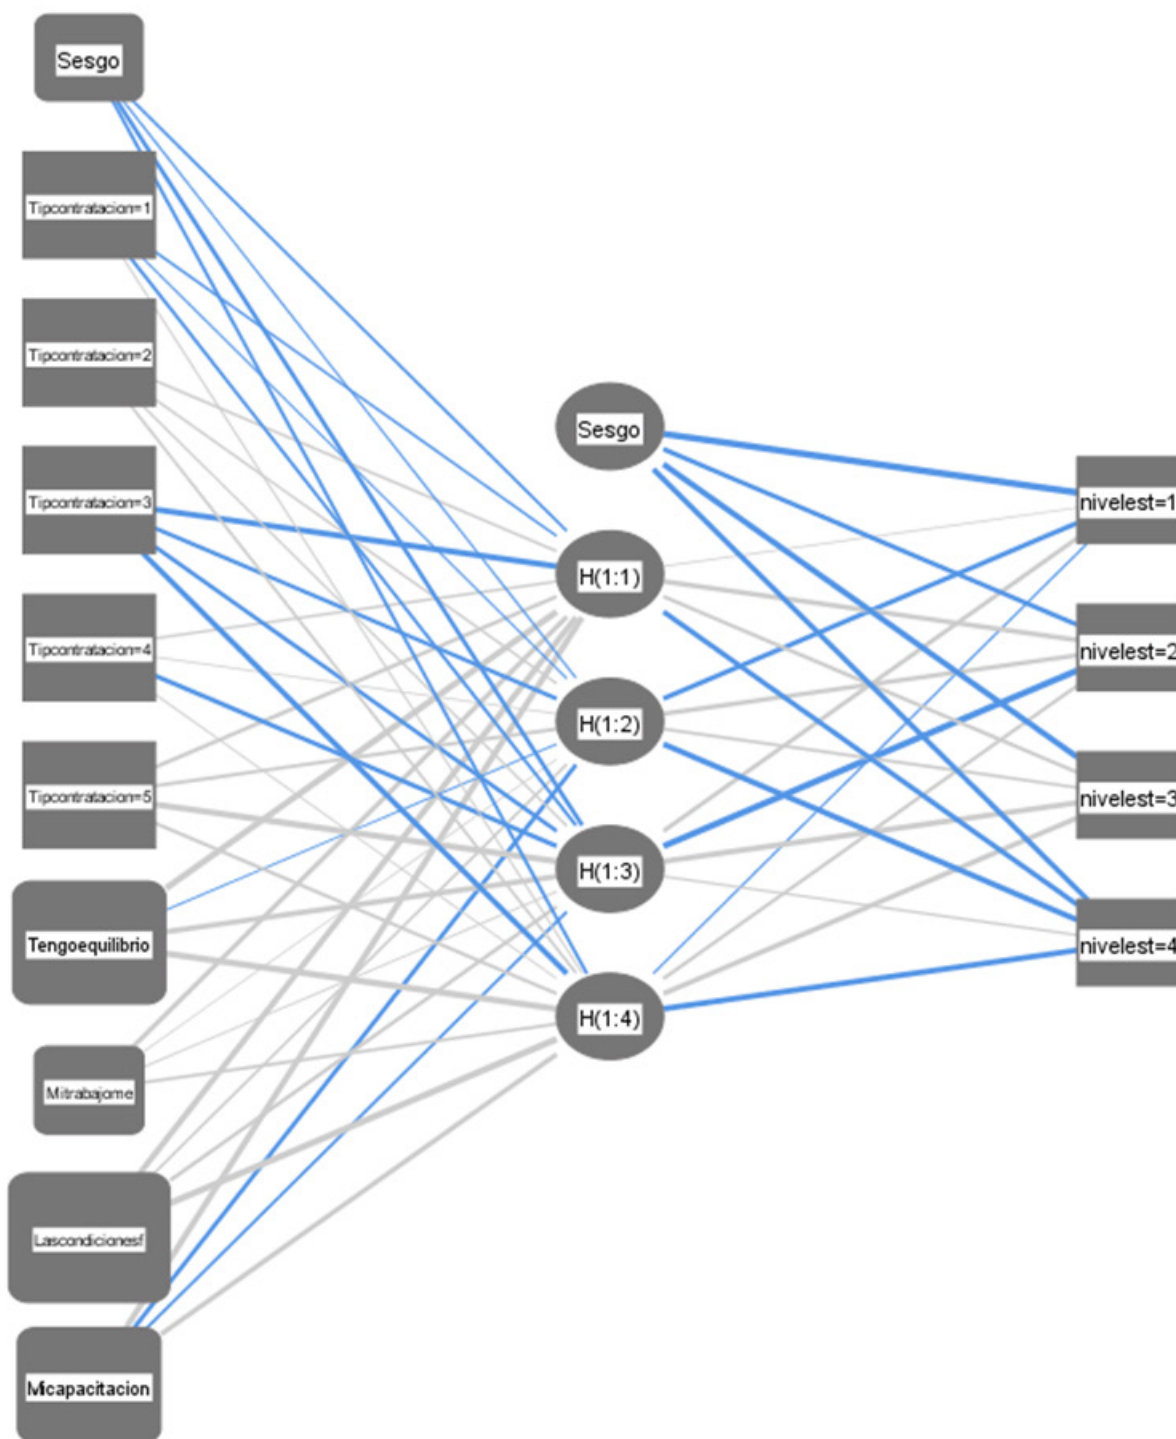 Sesgo
Tipcontratacion=1
Tipcontratacion=2
Tipcontratacion=3
Tipcontratacion=4
Tipcontratacion=5
Tengoequilibrio
Mitrabajome
Lascondicionesf
Micapacitacion
Sesgo
H(1:1)
H(1:2)
H(1:3)
H(1:4)
nivelest=1
nivelest=2
nivelest=3
nivelest=4